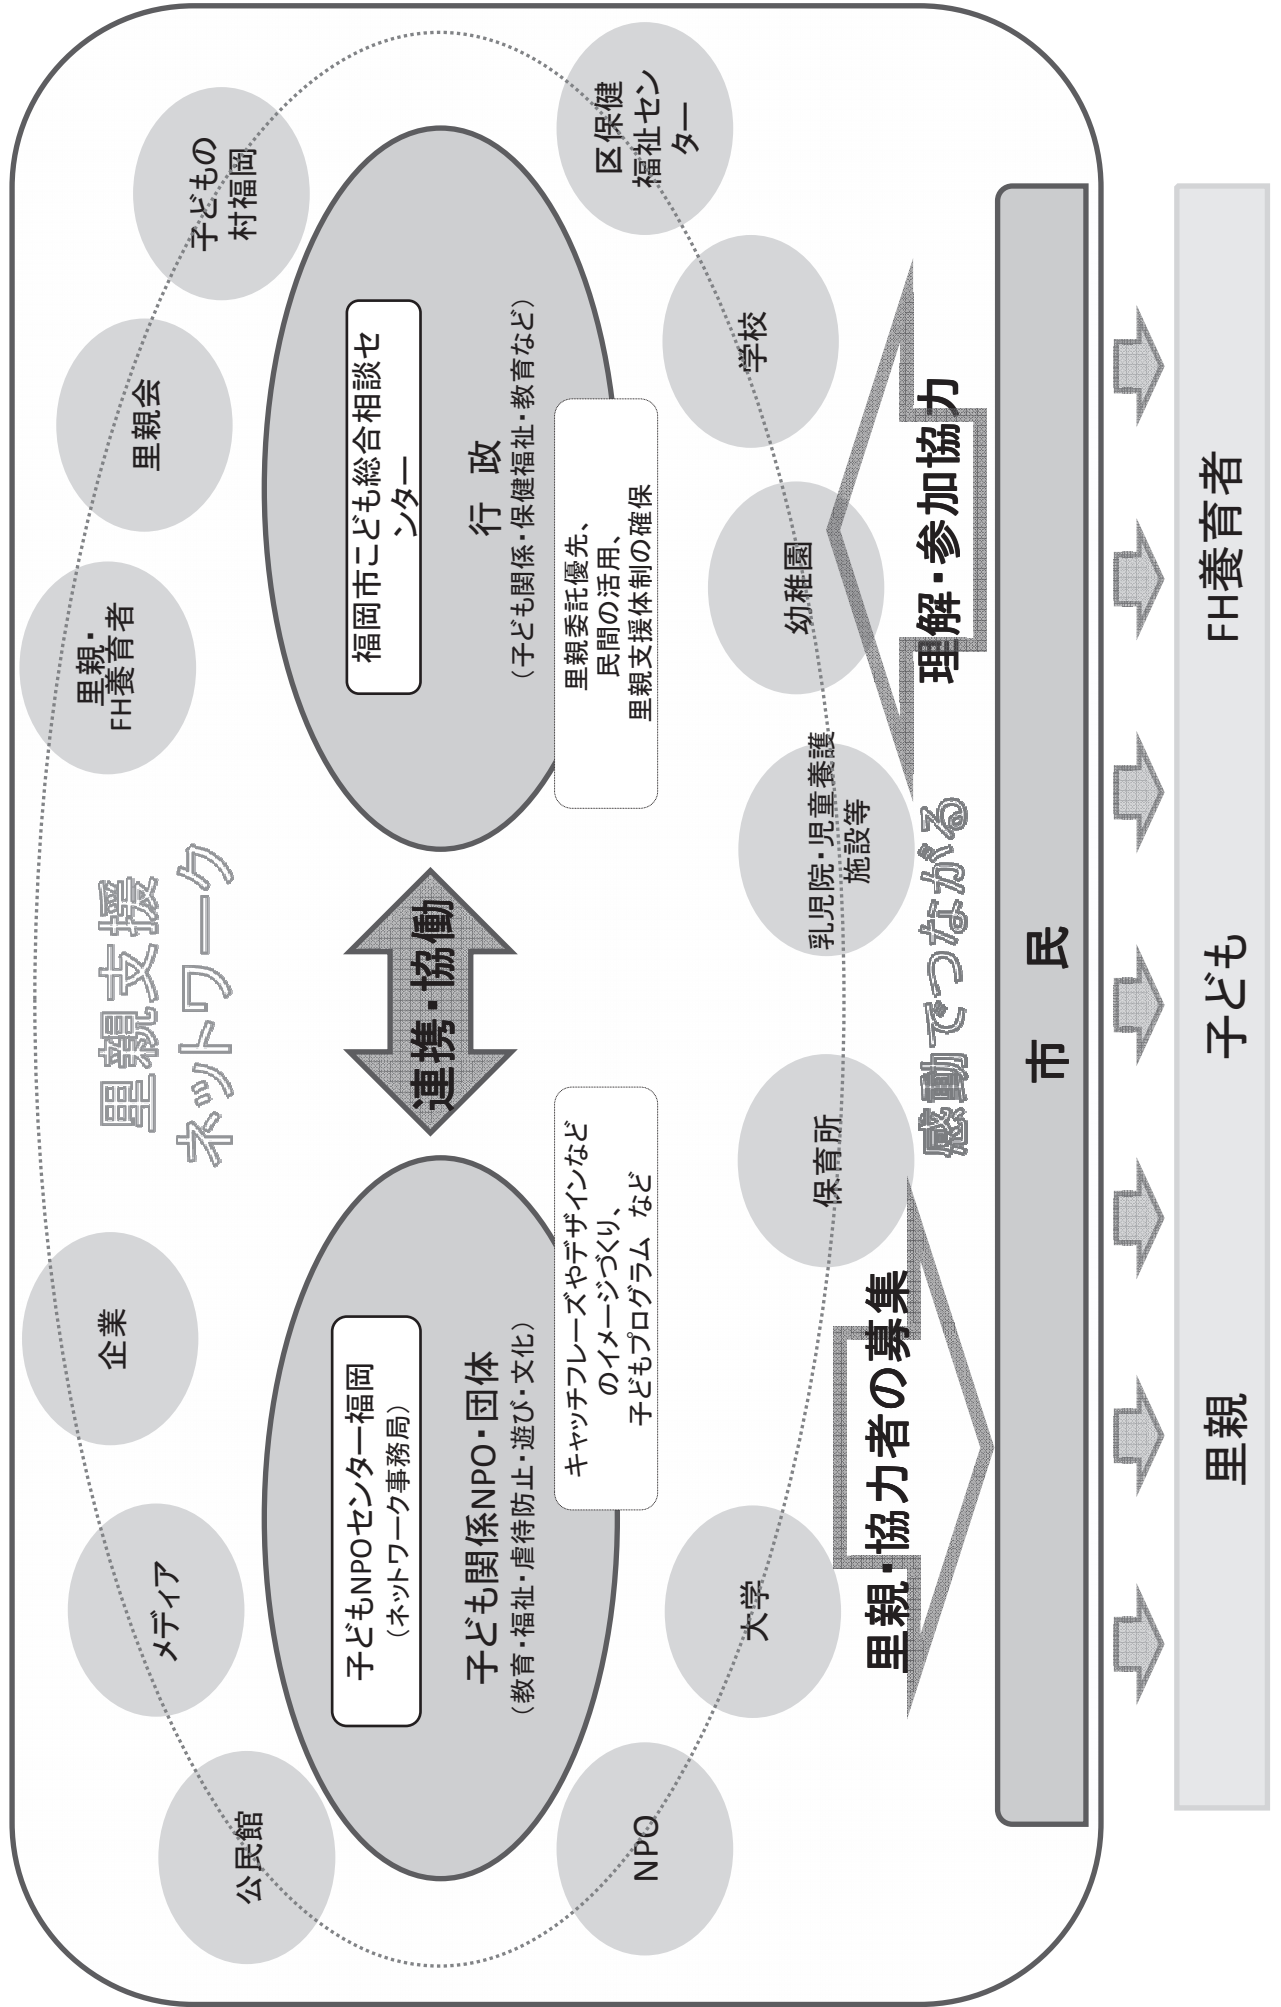 里親支援
ネットワーク
公民館
メディア
企業
里親・
FH養育者
里親会
子どもの
村福岡
子どもNPOセンター福岡
（ネットワーク事務局）
子ども関係NPO・団体
（教育・福祉・虐待防止・遊び・文化）
キャッチフレーズやデザインなど
のイメージづくり、
子どもプログラム など
連携・協働
福岡市こども総合相談セ
ンター
行 政
（子ども関係・保健福祉・教育など）
里親委託優先、
民間の活用、
里親支援体制の確保
NPO
大学
保育所
乳児院・児童養護
施設等
幼稚園
学校
区保健
福祉セン
ター
里親・協力者の募集
感動でつながる
理解・参加協力
市 民
里親
子ども
FH養育者